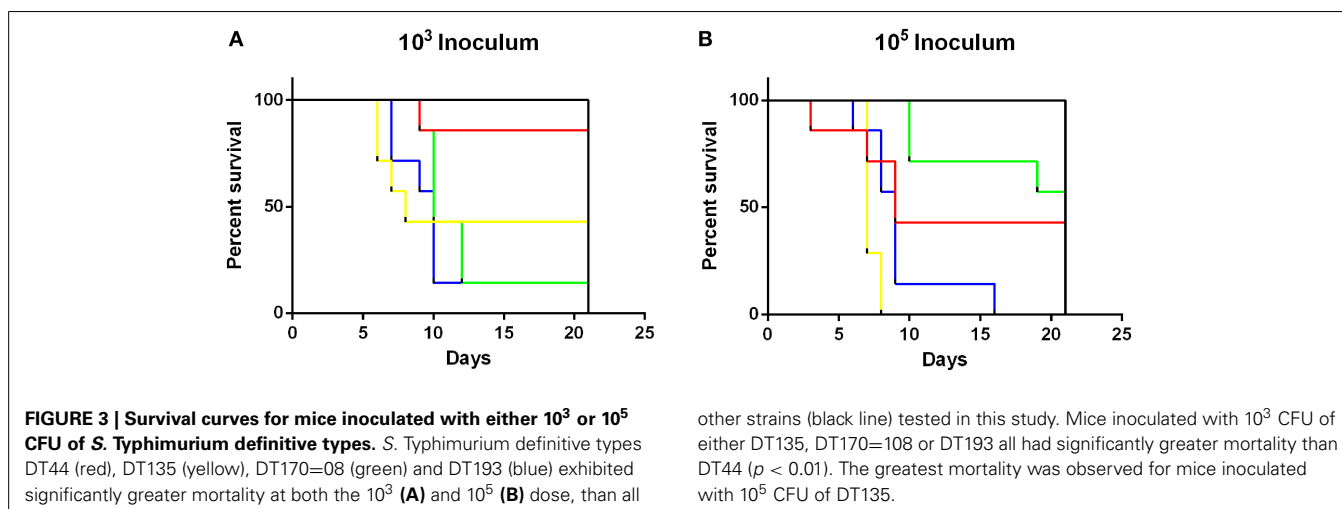 A
10³ Inoculum
100
50
0
Percent survival
0 5 10 15 20 25
Days
B
10⁵ Inoculum
100
50
0
Percent survival
0 5 10 15 20 25
Days
FIGURE 3 | Survival curves for mice inoculated with either 10³ or 10⁵
CFU of S. Typhimurium definitive types. S. Typhimurium definitive types
DT44 (red), DT135 (yellow), DT170=08 (green) and DT193 (blue) exhibited
significantly greater mortality at both the 10³ (A) and 10⁵ (B) dose, than all
other strains (black line) tested in this study. Mice inoculated with 10³ CFU of
either DT135, DT170=108 or DT193 all had significantly greater mortality than
DT44 (p < 0.01). The greatest mortality was observed for mice inoculated
with 10⁵ CFU of DT135.